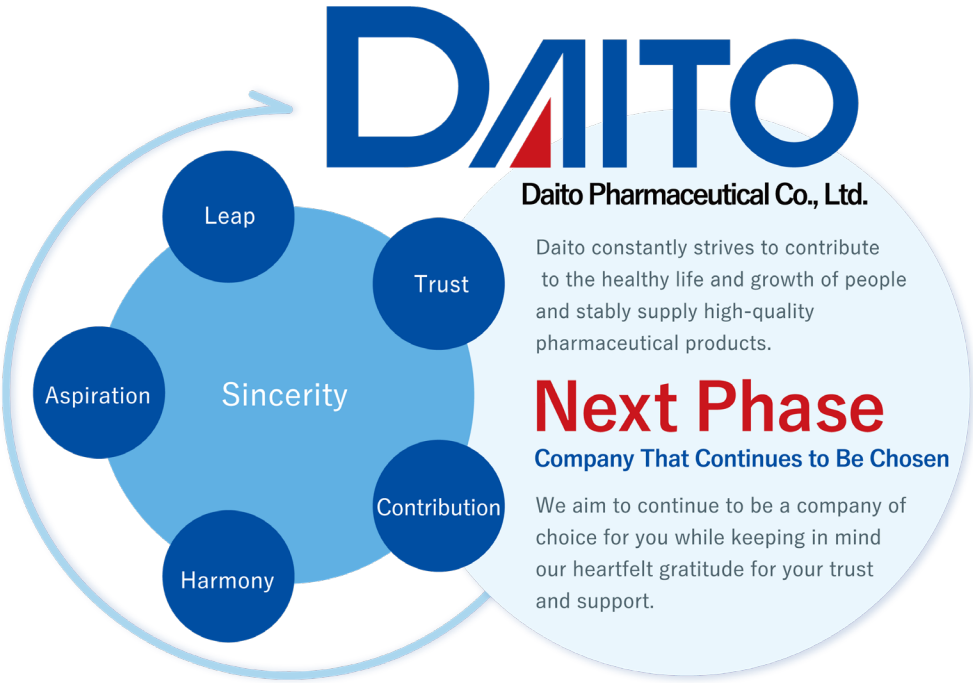 DAITO
Daito Pharmaceutical Co., Ltd.
Leap
Trust
Aspiration
Sincerity
Contribution
Harmony
Daito constantly strives to contribute
to the healthy life and growth of people
and stably supply high-quality
pharmaceutical products.
Next Phase
Company That Continues to Be Chosen
We aim to continue to be a company of
choice for you while keeping in mind
our heartfelt gratitude for your trust
and support.